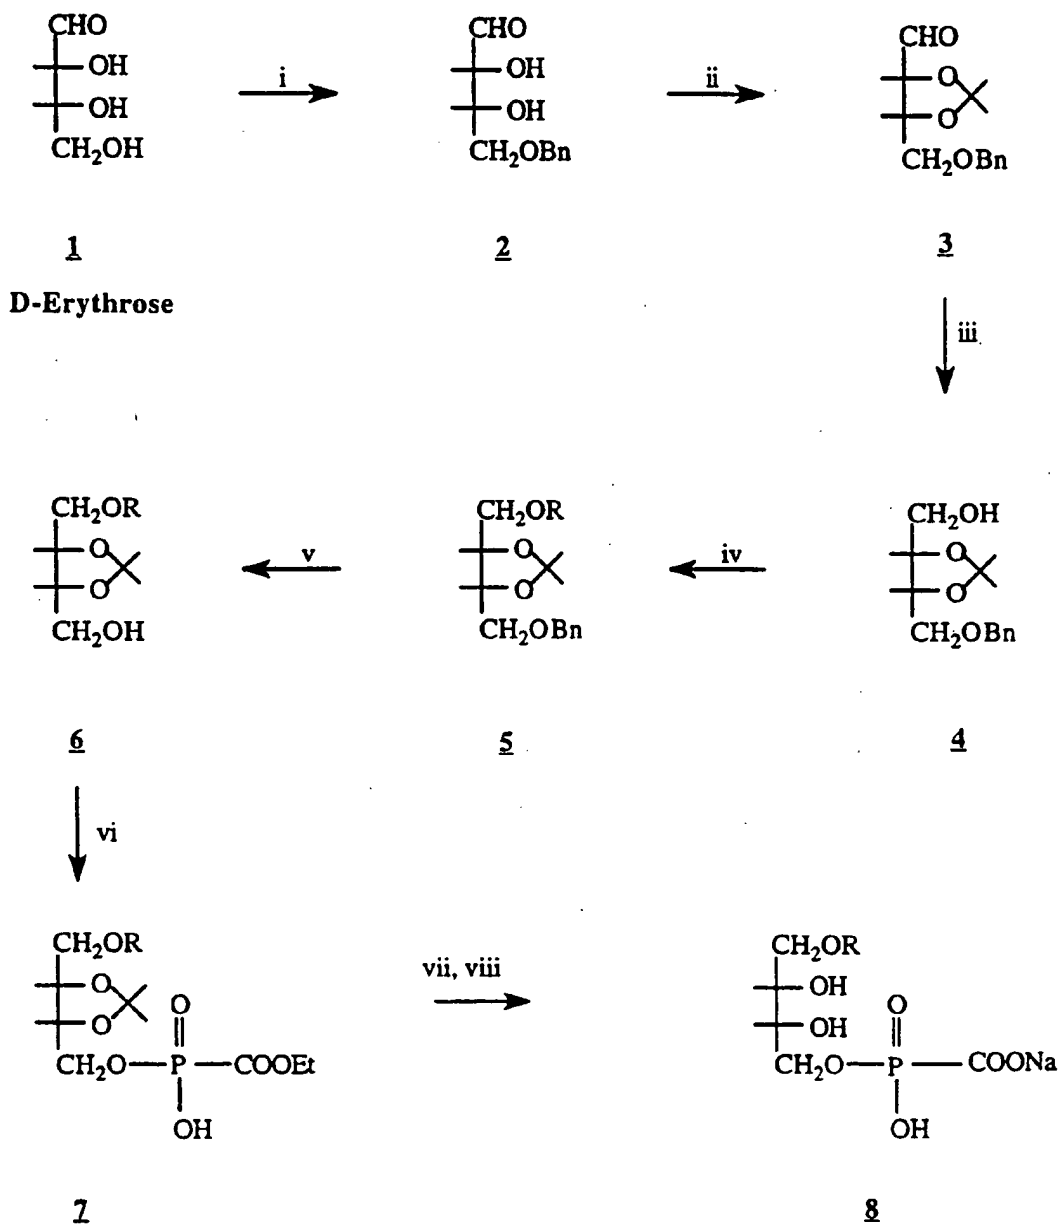 CHO
OH
OH
CH₂OH
1
D-Erythrose
i
CHO
OH
OH
CH₂OBn
2
ii
CHO
O
O
CH₂OBn
3
iii
CH₂OH
O
O
CH₂OBn
4
iv
CH₂OR
O
O
CH₂OBn
5
v
CH₂OR
O
O
CH₂OH
6
vi
CH₂OR
O
O
O
CH₂O P COOEt
OH
7
vii, viii
CH₂OR
OH
OH
O
CH₂O P COONa
OH
8